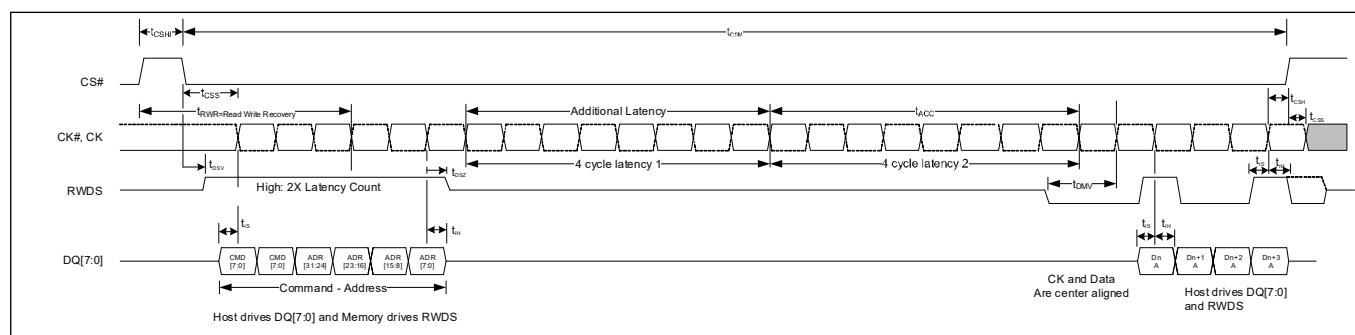 tCSHI
tCSM
CS#
tCSS
tCSH
tRWR=Read Write Recovery
Additional Latency
tACC
tCSS
CK#, CK
4 cycle latency 1
4 cycle latency 2
tDSV
tDSZ
tIS
tIH
RWDS
High: 2X Latency Count
tDMV
tIS
tIH
tIS
tIH
DQ[7:0]
CMD [7:0]
CMD [7:0]
ADR [31:24]
ADR [23:16]
ADR [15:8]
ADR [7:0]
Dn A
Dn+1 A
Dn+2 A
Dn+3 A
Command - Address
CK and Data
Are center aligned
Host drives DQ[7:0]
and RWDS
Host drives DQ[7:0] and Memory drives RWDS